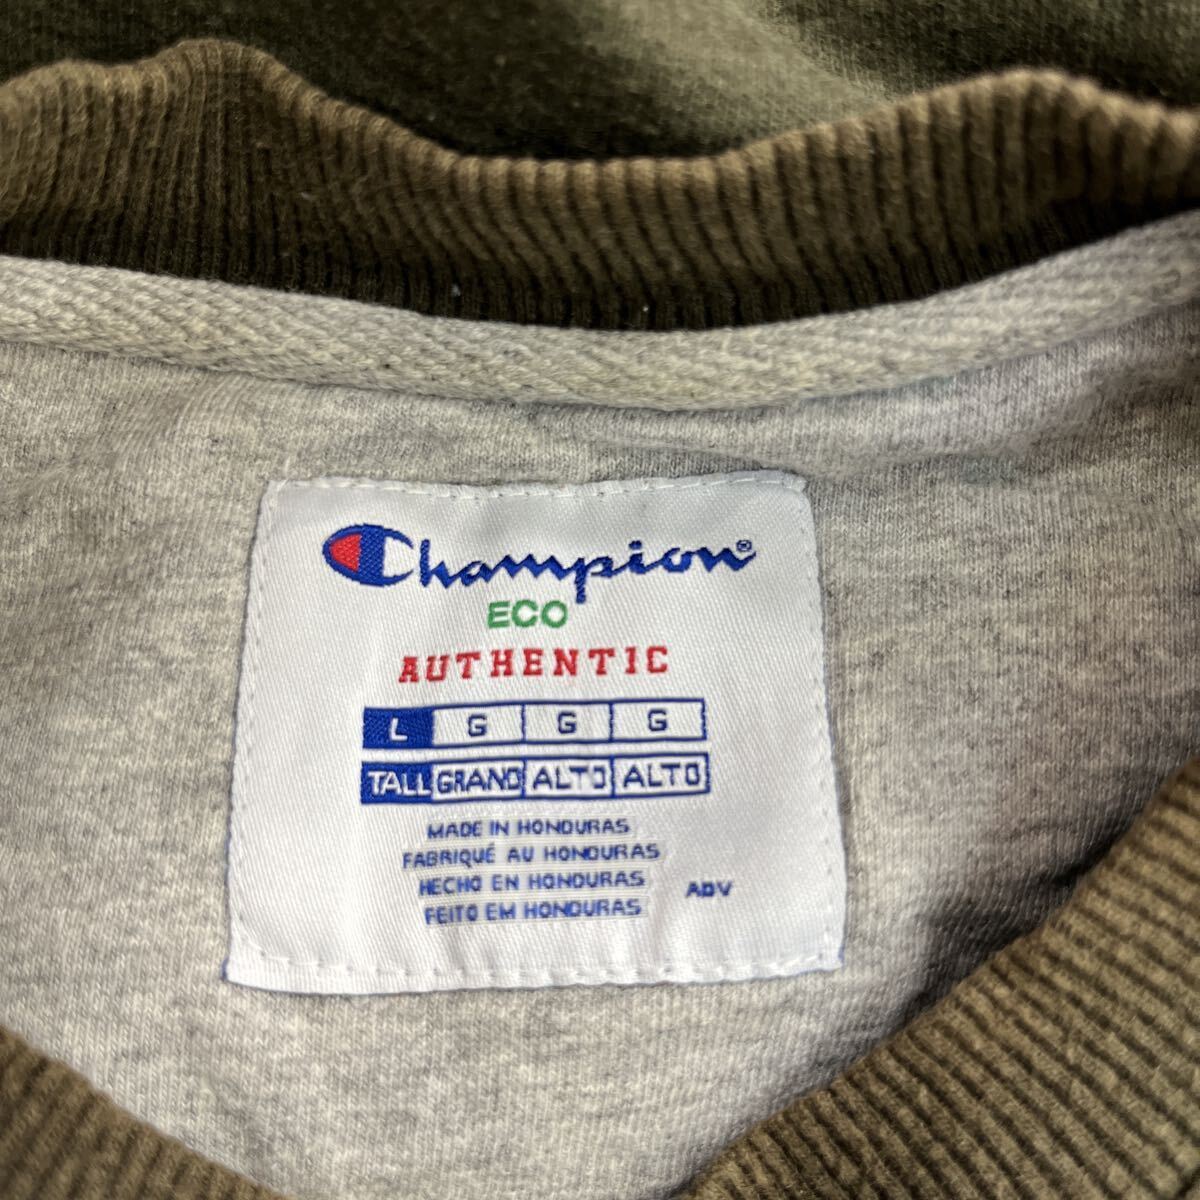 Champion®
ECO
AUTHENTIC
L G G G
TALL GRAND ALTO ALTO
MADE IN HONDURAS
FABRIQUÉ AU HONDURAS
HECHO EN HONDURAS
FEITO EM HONDURAS
ADV